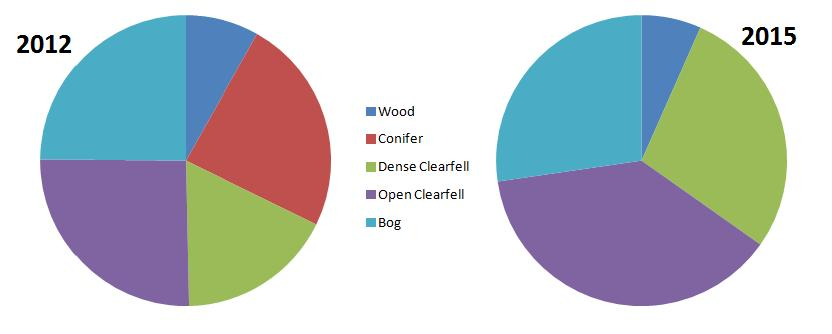 2012
2015
Wood
Conifer
Dense Clearfell
Open Clearfell
Bog